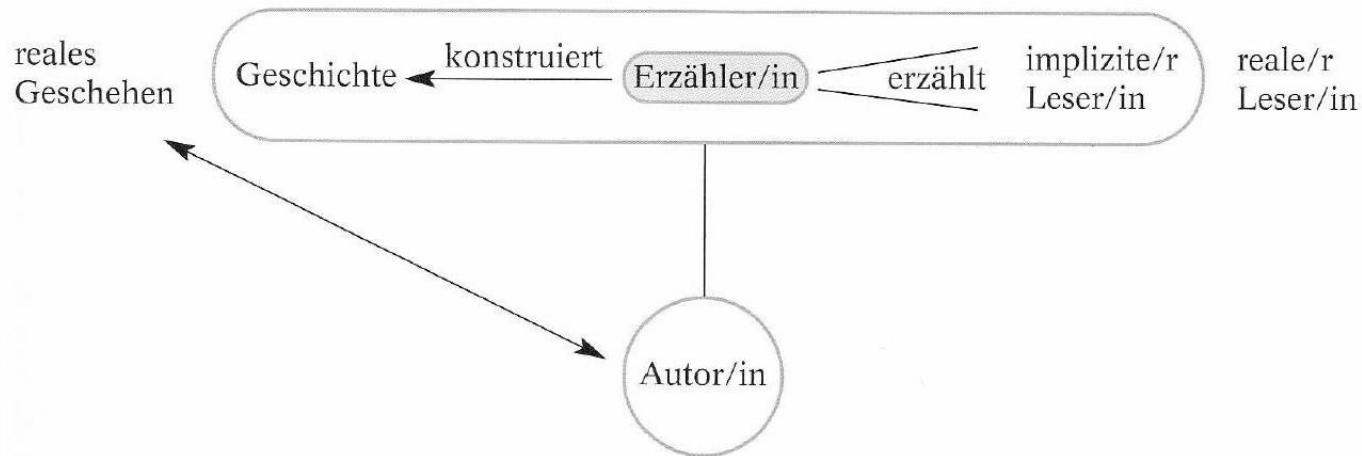 reales
Geschehen
Geschichte
konstruiert
Erzähler/in
erzählt
implizite/r
Leser/in
reale/r
Leser/in
Autor/in